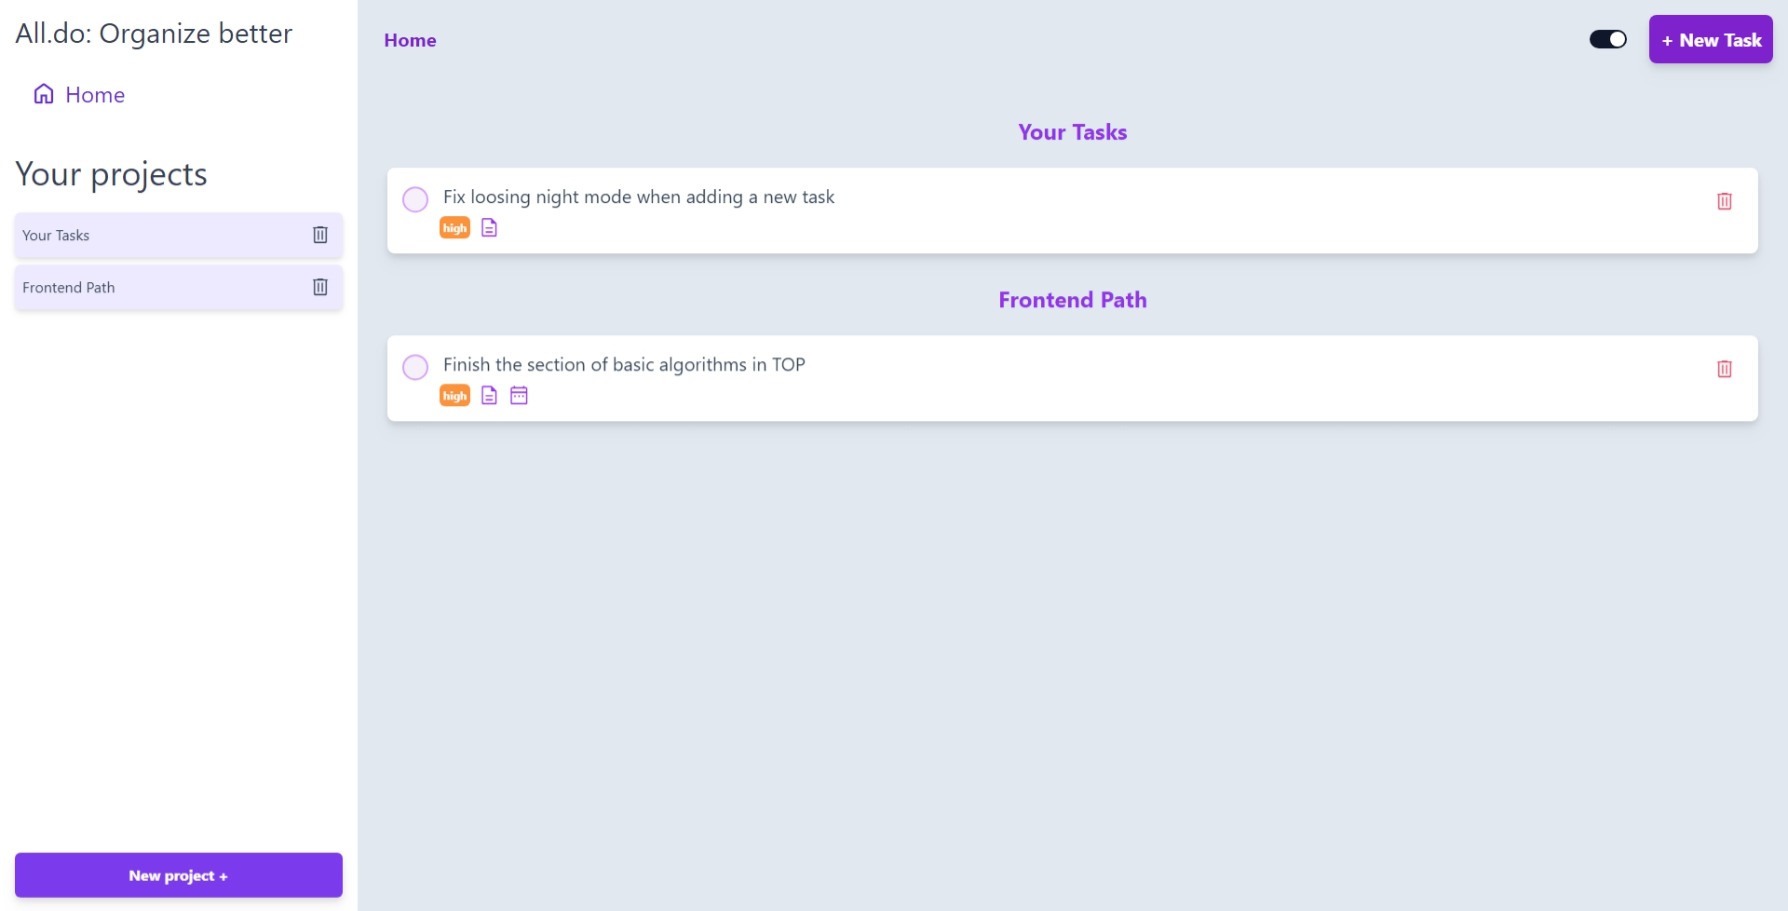 All.do: Organize better
Home
Your projects
Your Tasks
Frontend Path
New project +
Home
+ New Task
Your Tasks
Fix loosing night mode when adding a new task
high
Frontend Path
Finish the section of basic algorithms in TOP
high